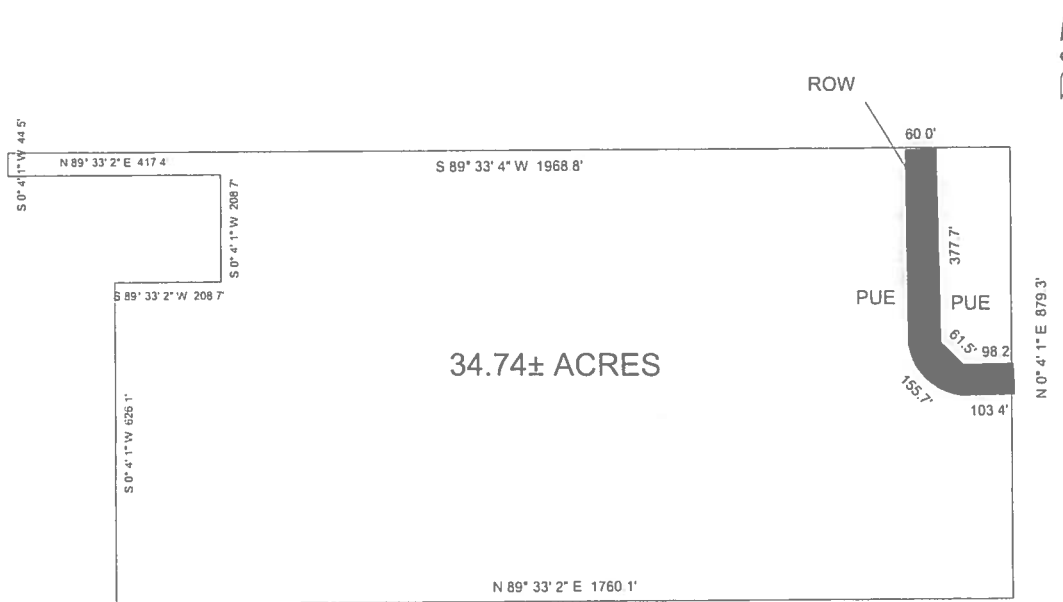 ROW
60 0'
S 0° 4' 1" W 44 5'
N 89° 33' 2" E 417 4'
S 89° 33' 4" W 1968 8'
S 0° 4' 1" W 208 7'
377.7'
S 89° 33' 2" W 208 7'
PUE
PUE
N 0° 4' 1" E 879.3'
61.5'
98 2
34.74± ACRES
155.7'
103 4'
S 0° 4' 1" W 626 1'
N 89° 33' 2" E 1760 1'